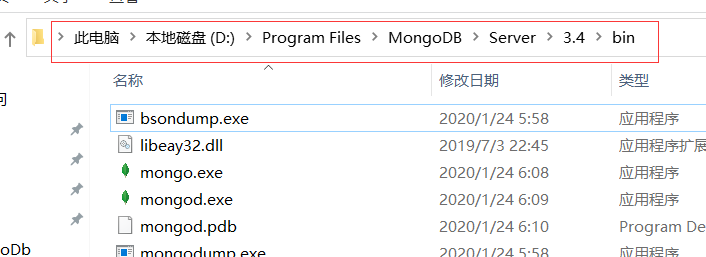 此电脑 > 本地磁盘 (D:) > Program Files > MongoDB > Server > 3.4 > bin
名称 修改日期 类型
bsondump.exe 2020/1/24 5:58 应用程序
libeay32.dll 2019/7/3 22:45 应用程序扩展
mongo.exe 2020/1/24 6:08 应用程序
mongod.exe 2020/1/24 6:09 应用程序
mongod.pdb 2020/1/24 6:10 Program De
mongodump.exe 2020/1/24 5:58 应用程序
oDb